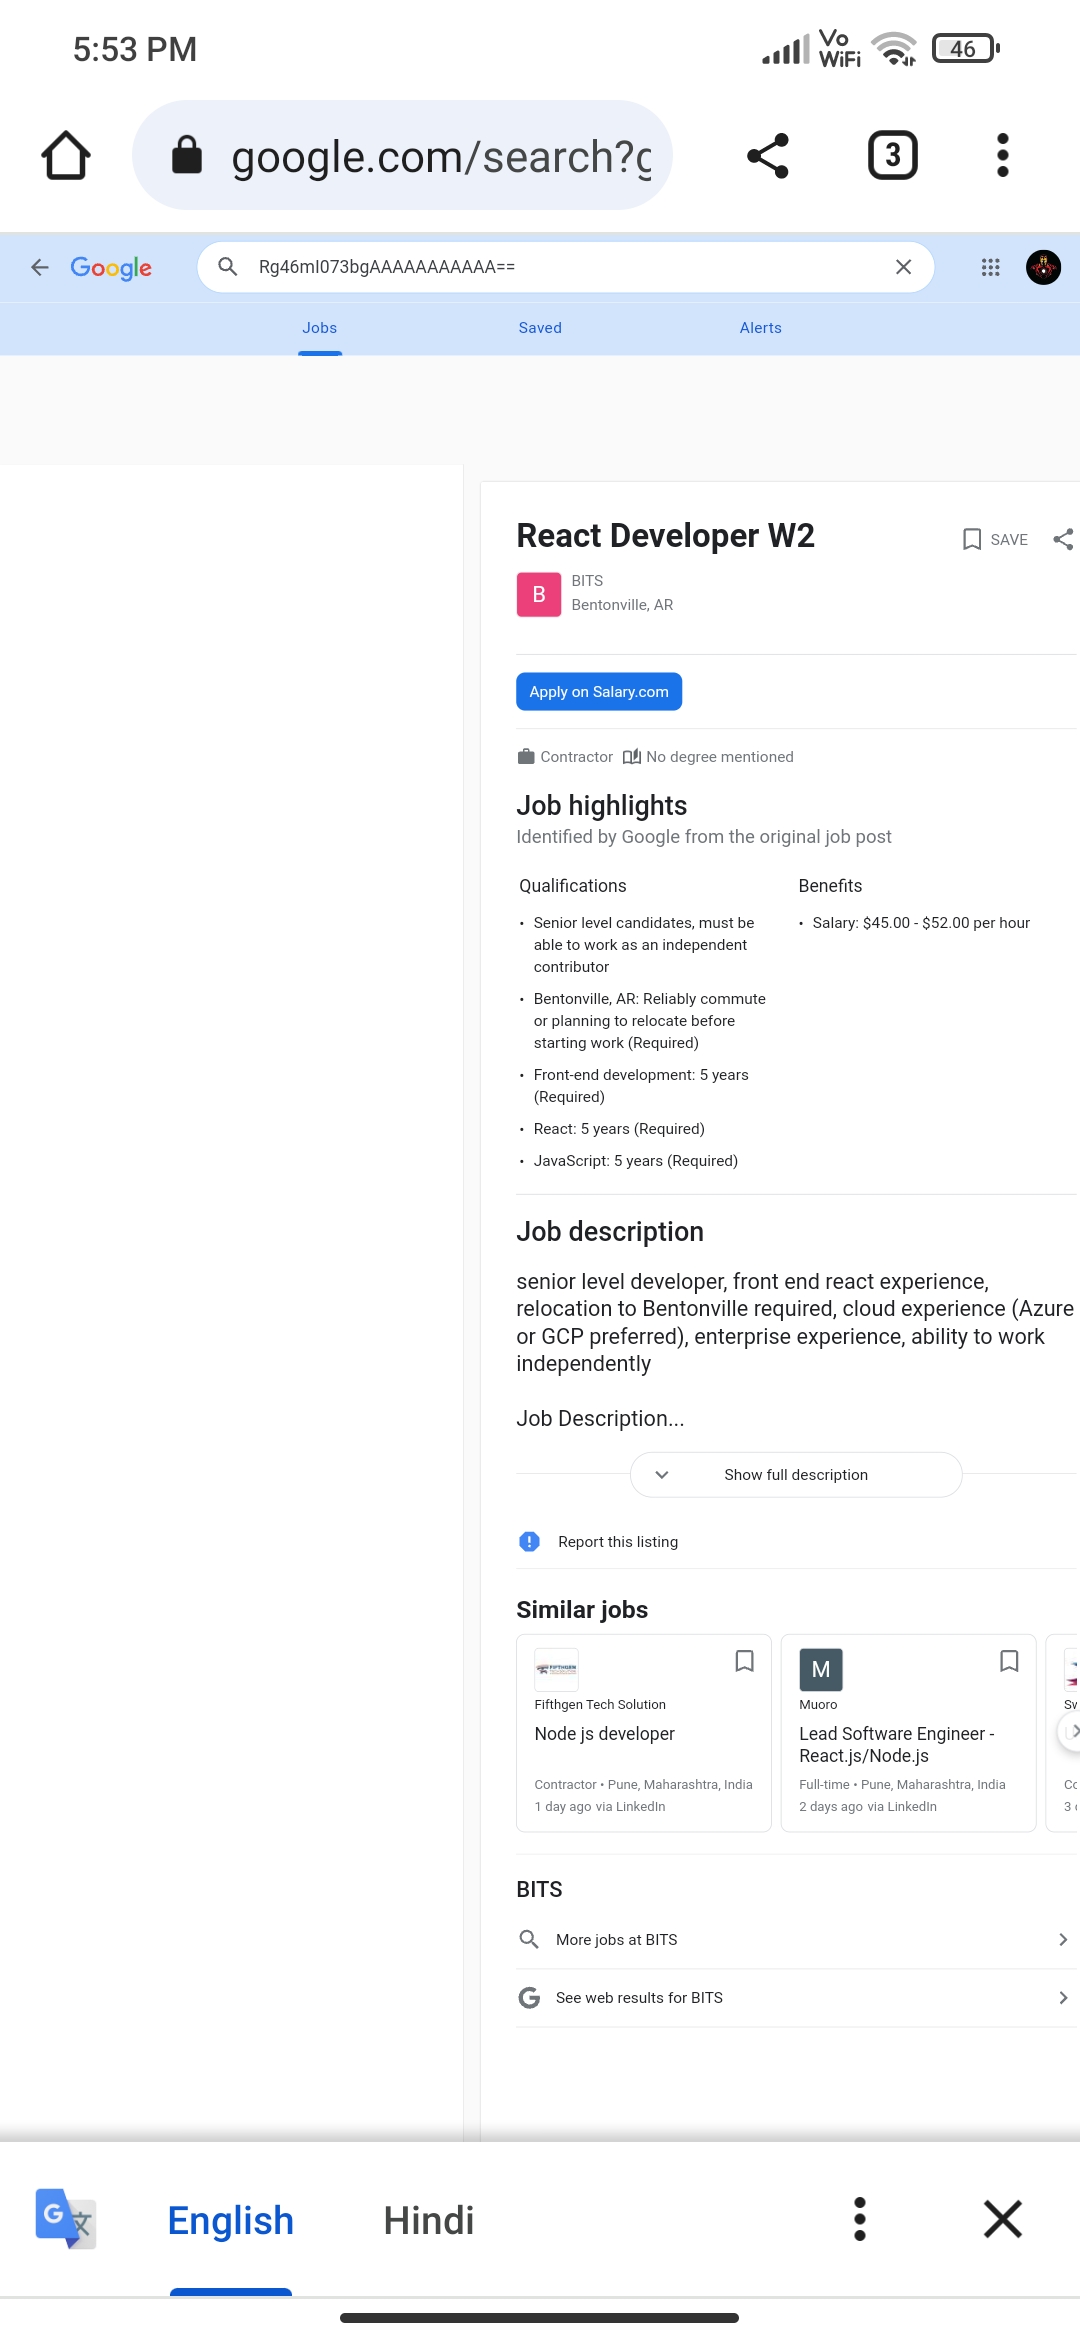 5:53 PM
Vo
WiFi
46
google.com/search?q
3
Google
Rg46ml073bgAAAAAAAAAAA==
Jobs
Saved
Alerts
React Developer W2
SAVE
B
BITS
Bentonville, AR
Apply on Salary.com
Contractor
No degree mentioned
Job highlights
Identified by Google from the original job post
Qualifications
• Senior level candidates, must be
able to work as an independent
contributor
• Bentonville, AR: Reliably commute
or planning to relocate before
starting work (Required)
• Front-end development: 5 years
(Required)
• React: 5 years (Required)
• JavaScript: 5 years (Required)
Benefits
• Salary: $45.00 - $52.00 per hour
Job description
senior level developer, front end react experience,
relocation to Bentonville required, cloud experience (Azure
or GCP preferred), enterprise experience, ability to work
independently
Job Description...
Show full description
Report this listing
Similar jobs
FIFTHGEN
Fifthgen Tech Solution
Node js developer
Contractor • Pune, Maharashtra, India
1 day ago via LinkedIn
M
Muoro
Lead Software Engineer -
React.js/Node.js
Full-time • Pune, Maharashtra, India
2 days ago via LinkedIn
BITS
More jobs at BITS
See web results for BITS
English
Hindi